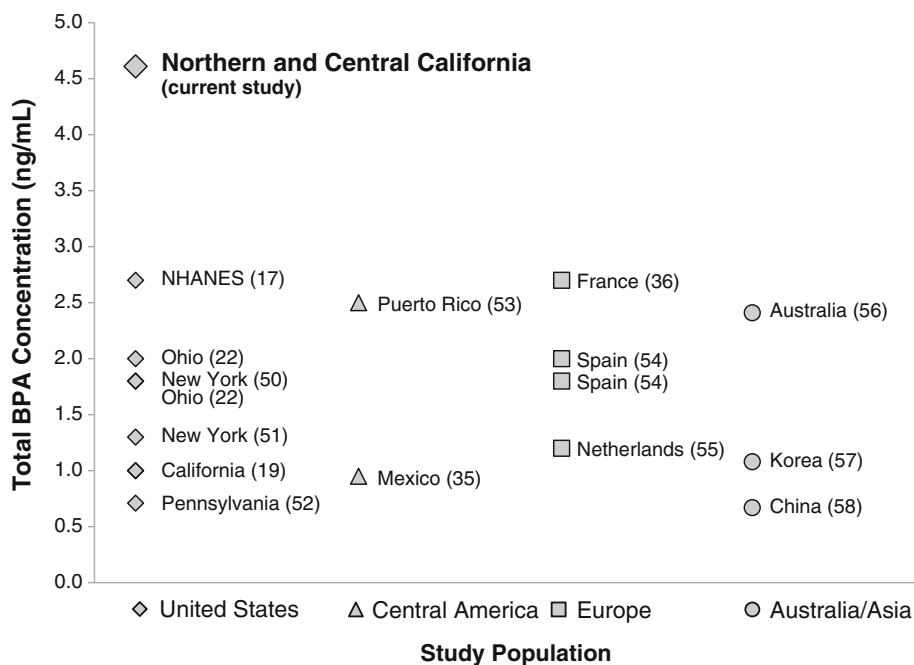 Total BPA Concentration (ng/mL)
5.0
4.5
4.0
3.5
3.0
2.5
2.0
1.5
1.0
0.5
0.0
Northern and Central California
(current study)
NHANES (17)
Ohio (22)
New York (50)
Ohio (22)
New York (51)
California (19)
Pennsylvania (52)
Puerto Rico (53)
Mexico (35)
France (36)
Spain (54)
Spain (54)
Netherlands (55)
Australia (56)
Korea (57)
China (58)
United States
Central America
Europe
Australia/Asia
Study Population